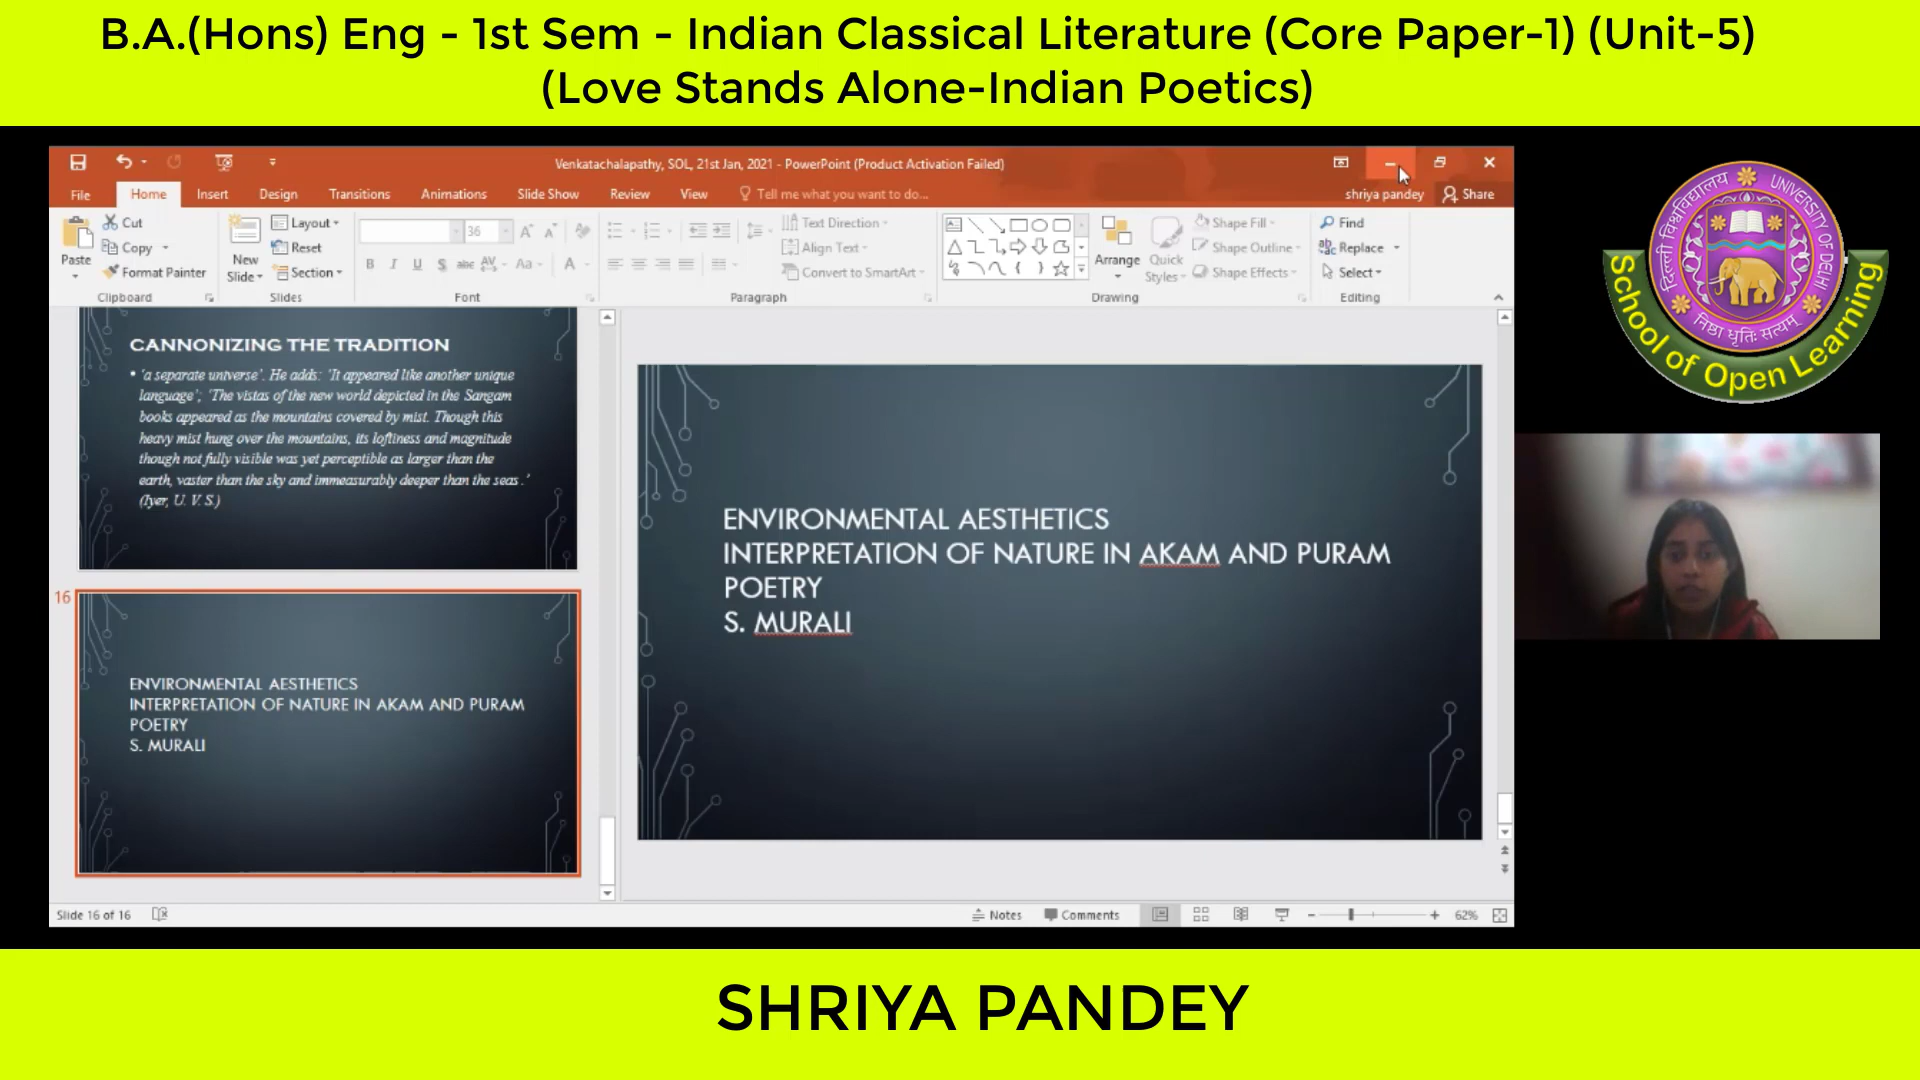 B.A.(Hons) Eng - 1st Sem - Indian Classical Literature (Core Paper-1) (Unit-5)
(Love Stands Alone-Indian Poetics)
Venkatachalapathy, SOL, 21st Jan, 2021 - PowerPoint (Product Activation Failed)
File Home Insert Design Transitions Animations Slide Show Review View Tell me what you want to do... shriya pandey Share
Paste
Cut
Copy
Format Painter
Clipboard
New Slide
Layout
Reset
Section
Slides
36
B I U S abc AV Aa A
Font
Text Direction
Align Text
Convert to SmartArt
Paragraph
Arrange
Quick Styles
Shape Fill
Shape Outline
Shape Effects
Drawing
Find
Replace
Select
Editing
CANNONIZING THE TRADITION
• 'a separate universe'. He adds: 'It appeared like another unique
language'; 'The vistas of the new world depicted in the Sangam
books appeared as the mountains covered by mist. Though this
heavy mist hung over the mountains, its loftiness and magnitude
though not fully visible was yet perceptible as larger than the
earth, vaster than the sky and immeasurably deeper than the seas.'
(Iyer, U. V. S.)
16
ENVIRONMENTAL AESTHETICS
INTERPRETATION OF NATURE IN AKAM AND PURAM
POETRY
S. MURALI
ENVIRONMENTAL AESTHETICS
INTERPRETATION OF NATURE IN AKAM AND PURAM
POETRY
S. MURALI
Slide 16 of 16
Notes Comments 62%
दिल्ली विश्वविद्यालय
UNIVERSITY OF DELHI
निष्ठा धृतिः सत्यम्
School of Open Learning
SHRIYA PANDEY